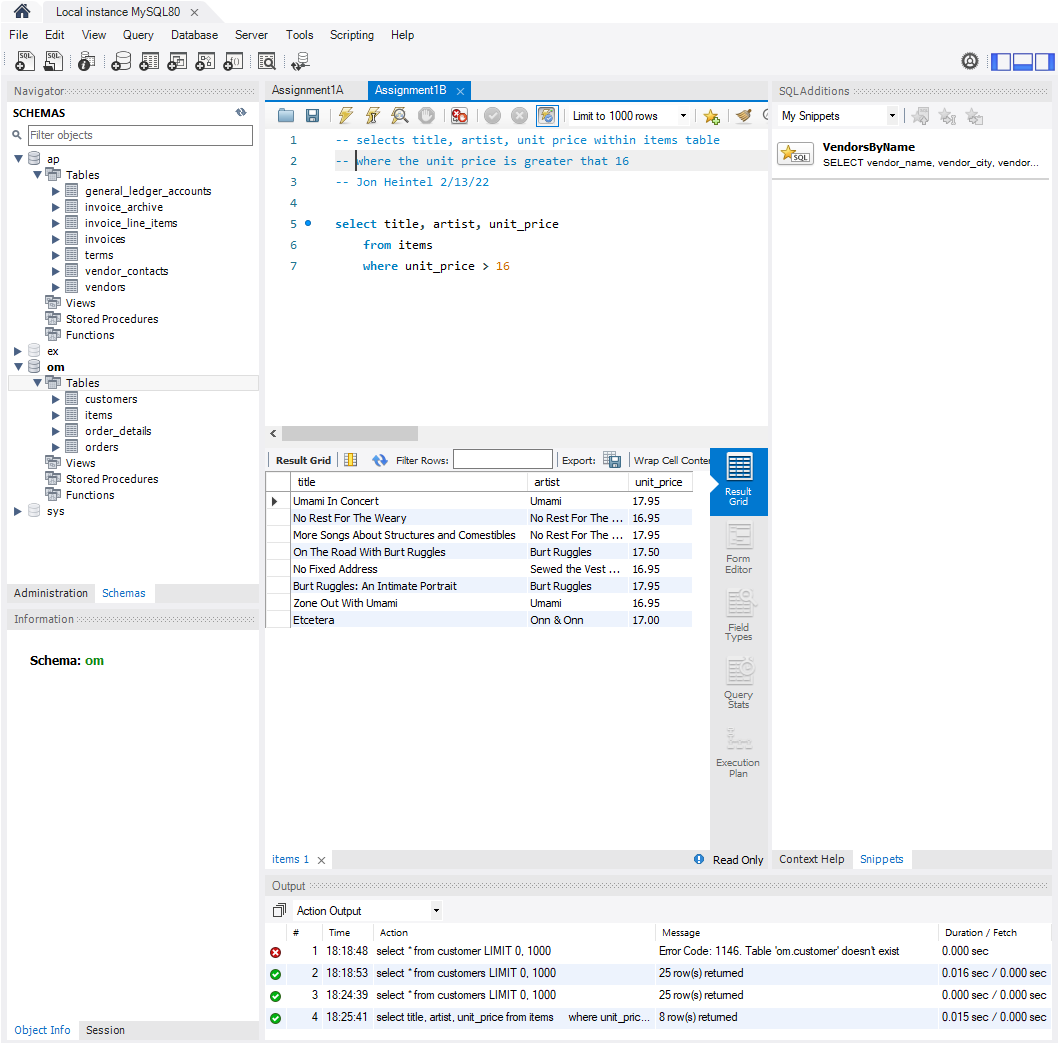 Local instance MySQL80
File Edit View Query Database Server Tools Scripting Help
Navigator
SCHEMAS
Filter objects
ap
Tables
general_ledger_accounts
invoice_archive
invoice_line_items
invoices
terms
vendor_contacts
vendors
Views
Stored Procedures
Functions
ex
om
Tables
customers
items
order_details
orders
Views
Stored Procedures
Functions
sys
Administration Schemas
Information
Schema: om
Object Info Session
Assignment1A Assignment1B
Limit to 1000 rows
1 -- selects title, artist, unit price within items table
2 -- where the unit price is greater that 16
3 -- Jon Heintel 2/13/22
4
5 select title, artist, unit_price
6 from items
7 where unit_price > 16
Result Grid Filter Rows: Export: Wrap Cell Conter
title artist unit_price
Umami In Concert Umami 17.95
No Rest For The Weary No Rest For The ... 16.95
More Songs About Structures and Comestibles No Rest For The ... 17.95
On The Road With Burt Ruggles Burt Ruggles 17.50
No Fixed Address Sewed the Vest ... 16.95
Burt Ruggles: An Intimate Portrait Burt Ruggles 17.95
Zone Out With Umami Umami 16.95
Etcetera Onn & Onn 17.00
Result
Grid
Form
Editor
Field
Types
Query
Stats
Execution
Plan
items 1 Read Only
SQLAdditions
My Snippets
SQL
VendorsByName
SELECT vendor_name, vendor_city, vendor...
Context Help Snippets
Output
Action Output
# Time Action Message Duration / Fetch
1 18:18:48 select * from customer LIMIT 0, 1000 Error Code: 1146. Table 'om.customer' doesn't exist 0.000 sec
2 18:18:53 select * from customers LIMIT 0, 1000 25 row(s) returned 0.016 sec / 0.000 sec
3 18:24:39 select * from customers LIMIT 0, 1000 25 row(s) returned 0.000 sec / 0.000 sec
4 18:25:41 select title, artist, unit_price from items where unit_pric... 8 row(s) returned 0.015 sec / 0.000 sec